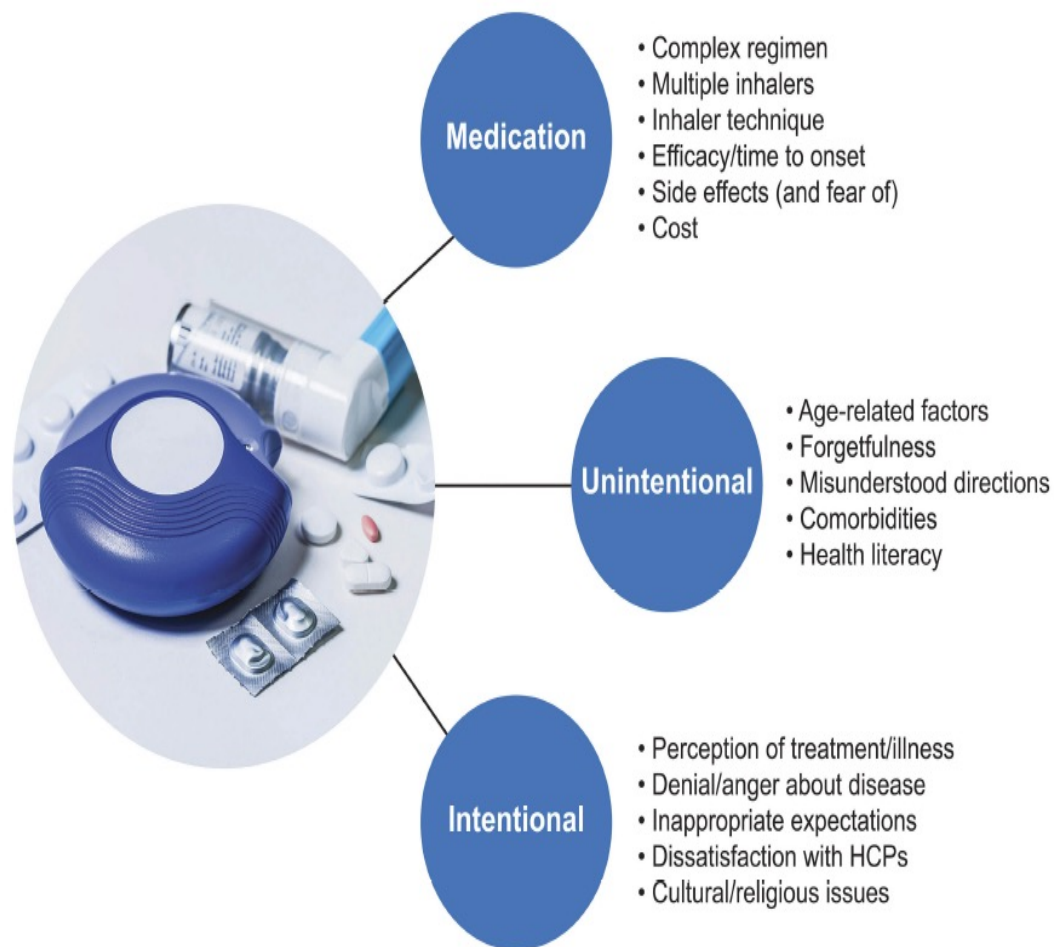 Medication
• Complex regimen
• Multiple inhalers
• Inhaler technique
• Efficacy/time to onset
• Side effects (and fear of)
• Cost
Unintentional
• Age-related factors
• Forgetfulness
• Misunderstood directions
• Comorbidities
• Health literacy
Intentional
• Perception of treatment/illness
• Denial/anger about disease
• Inappropriate expectations
• Dissatisfaction with HCPs
• Cultural/religious issues